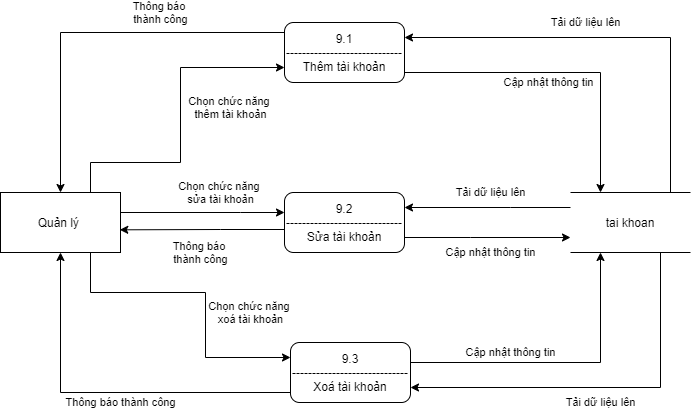 Thông báo
thành công
9.1
Thêm tài khoản
Tải dữ liệu lên
Cập nhật thông tin
Chọn chức năng
thêm tài khoản
Chọn chức năng
sửa tài khoản
9.2
Sửa tài khoản
Tải dữ liệu lên
Quản lý
tai khoan
Thông báo
thành công
Cập nhật thông tin
Chọn chức năng
xoá tài khoản
9.3
Xoá tài khoản
Cập nhật thông tin
Thông báo thành công
Tải dữ liệu lên